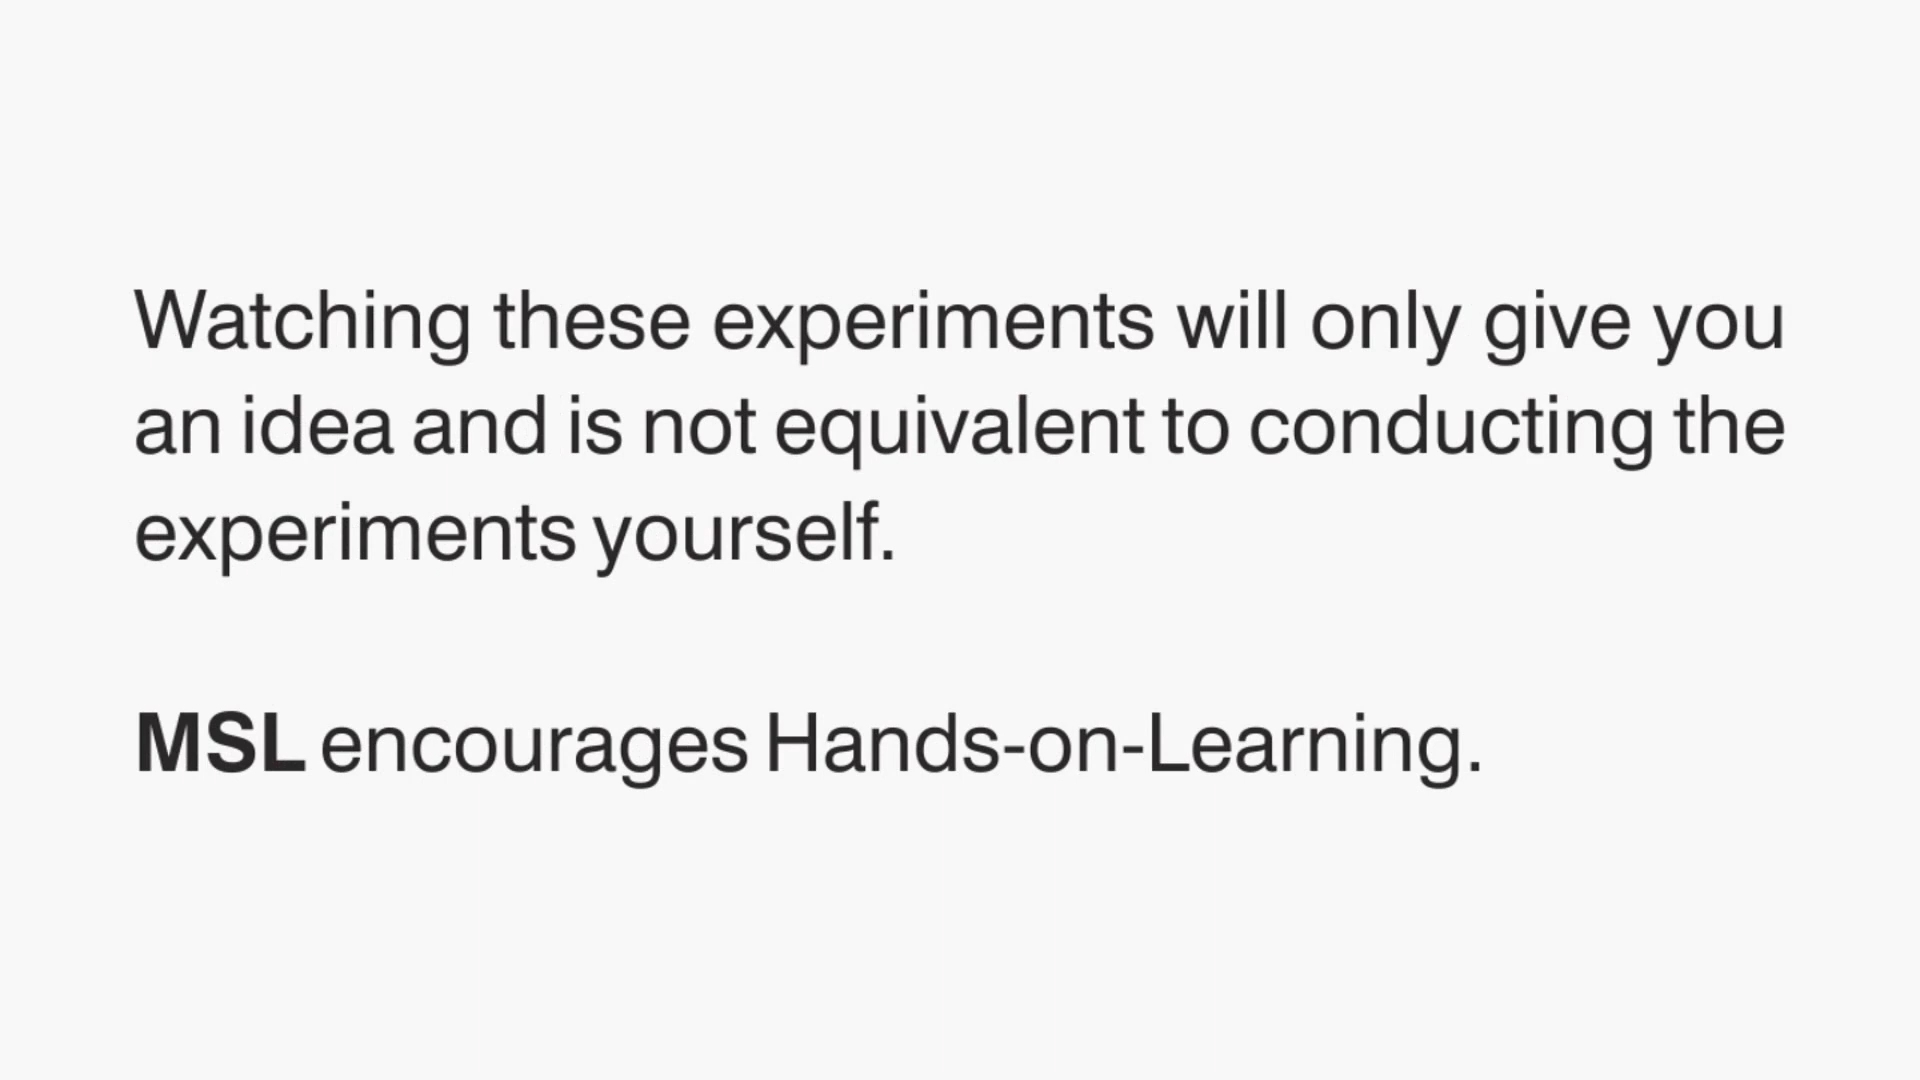 Watching these experiments will only give you
an idea and is not equivalent to conducting the
experiments yourself.
MSL encourages Hands-on-Learning.